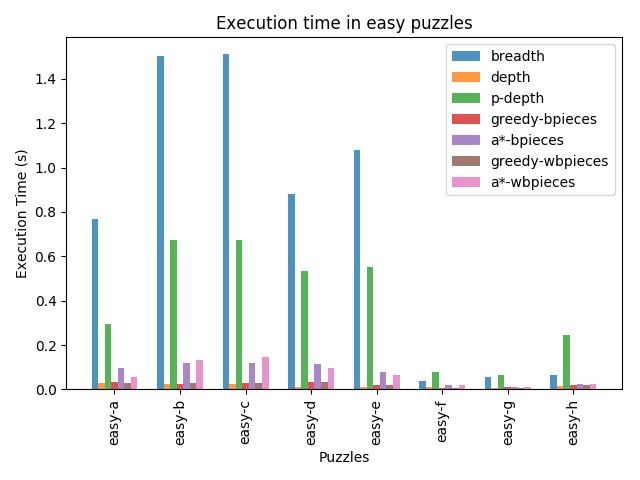 Execution time in easy puzzles
breadth
depth
p-depth
greedy-bpieces
a*-bpieces
greedy-wbpieces
a*-wbpieces
Execution Time (s)
1.4
1.2
1.0
0.8
0.6
0.4
0.2
0.0
easy-a
easy-b
easy-c
easy-d
easy-e
easy-f
easy-g
easy-h
Puzzles